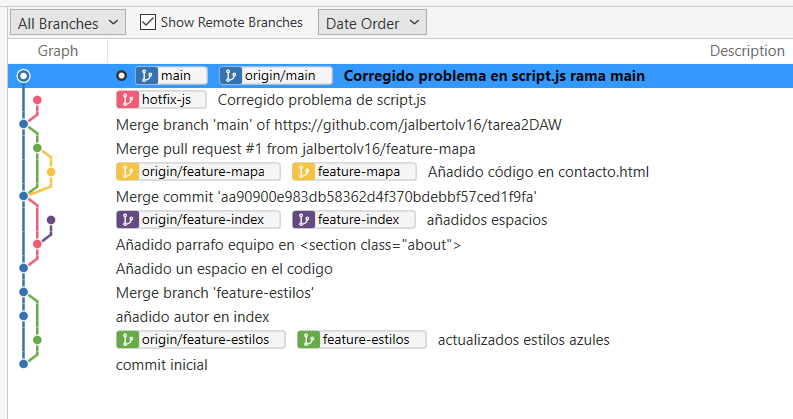 All Branches Show Remote Branches Date Order
Graph Description
main origin/main Corregido problema en script.js rama main
hotfix-js Corregido problema de script.js
Merge branch 'main' of https://github.com/jalbertolv16/tarea2DAW
Merge pull request #1 from jalbertolv16/feature-mapa
origin/feature-mapa feature-mapa Añadido código en contacto.html
Merge commit 'aa90900e983db58362d4f370bdebbf57ced1f9fa'
origin/feature-index feature-index añadidos espacios
Añadido parrafo equipo en <section class="about">
Añadido un espacio en el codigo
Merge branch 'feature-estilos'
añadido autor en index
origin/feature-estilos feature-estilos actualizados estilos azules
commit inicial